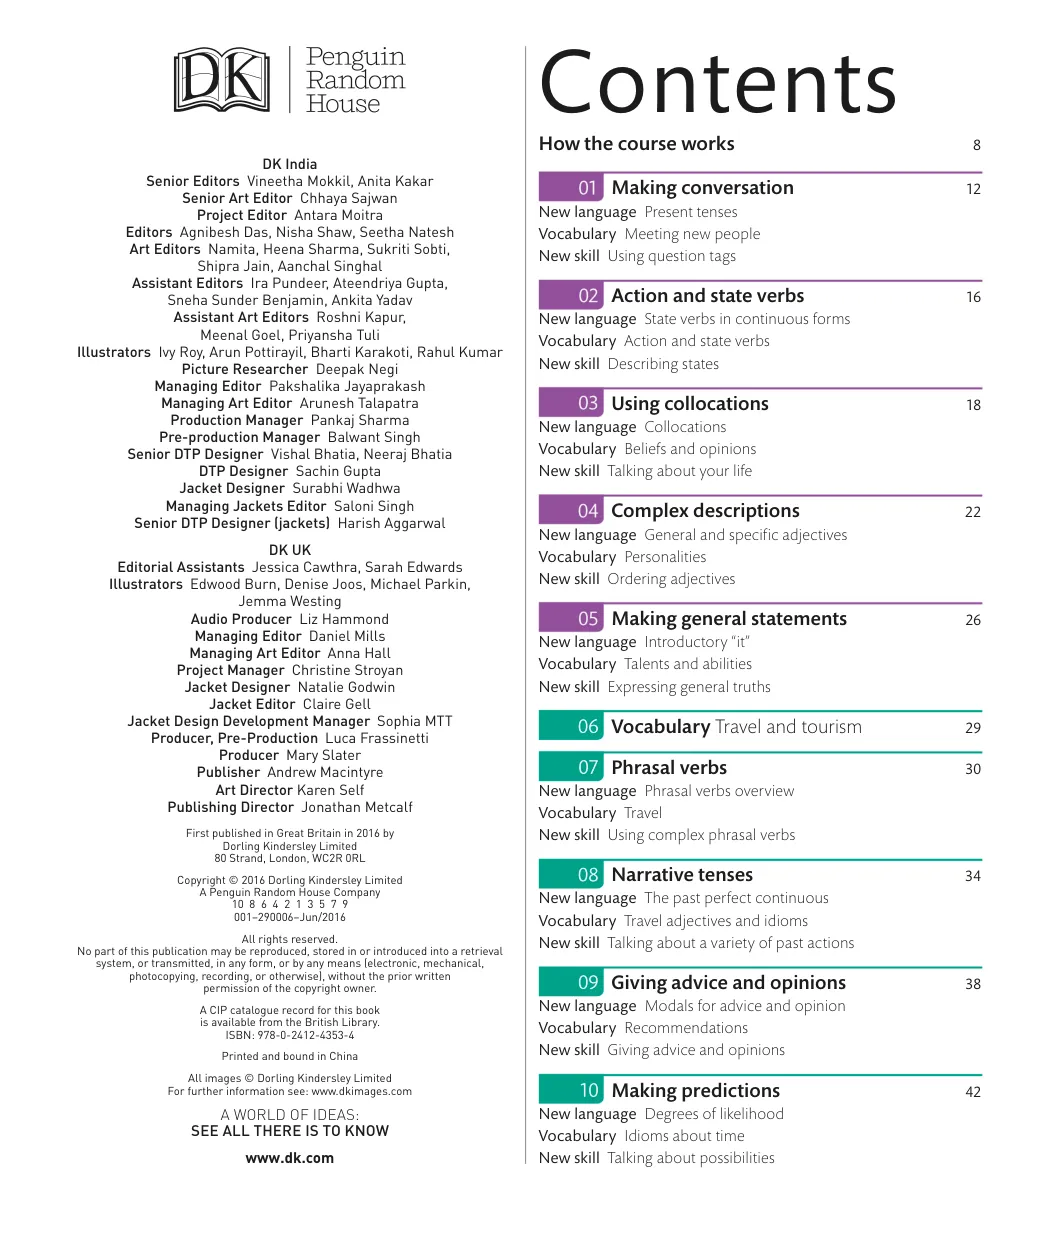 DK
Penguin
Random
House
DK India
Senior Editors Vineetha Mokkil, Anita Kakar
Senior Art Editor Chhaya Sajwan
Project Editor Antara Moitra
Editors Agnibesh Das, Nisha Shaw, Seetha Natesh
Art Editors Namita, Heena Sharma, Sukriti Sobti,
Shipra Jain, Aanchal Singhal
Assistant Editors Ira Pundeer, Ateendriya Gupta,
Sneha Sunder Benjamin, Ankita Yadav
Assistant Art Editors Roshni Kapur,
Meenal Goel, Priyansha Tuli
Illustrators Ivy Roy, Arun Pottirayil, Bharti Karakoti, Rahul Kumar
Picture Researcher Deepak Negi
Managing Editor Pakshalika Jayaprakash
Managing Art Editor Arunesh Talapatra
Production Manager Pankaj Sharma
Pre-production Manager Balwant Singh
Senior DTP Designer Vishal Bhatia, Neeraj Bhatia
DTP Designer Sachin Gupta
Jacket Designer Surabhi Wadhwa
Managing Jackets Editor Saloni Singh
Senior DTP Designer (jackets) Harish Aggarwal
DK UK
Editorial Assistants Jessica Cawthra, Sarah Edwards
Illustrators Edwood Burn, Denise Joos, Michael Parkin,
Jemma Westing
Audio Producer Liz Hammond
Managing Editor Daniel Mills
Managing Art Editor Anna Hall
Project Manager Christine Stroyan
Jacket Designer Natalie Godwin
Jacket Editor Claire Gell
Jacket Design Development Manager Sophia MTT
Producer, Pre-Production Luca Frassinetti
Producer Mary Slater
Publisher Andrew Macintyre
Art Director Karen Self
Publishing Director Jonathan Metcalf
First published in Great Britain in 2016 by
Dorling Kindersley Limited
80 Strand, London, WC2R 0RL
Copyright © 2016 Dorling Kindersley Limited
A Penguin Random House Company
10 8 6 4 2 1 3 5 7 9
001–290006–Jun/2016
All rights reserved.
No part of this publication may be reproduced, stored in or introduced into a retrieval
system, or transmitted, in any form, or by any means (electronic, mechanical,
photocopying, recording, or otherwise), without the prior written
permission of the copyright owner.
A CIP catalogue record for this book
is available from the British Library.
ISBN: 978-0-2412-4353-4
Printed and bound in China
All images © Dorling Kindersley Limited
For further information see: www.dkimages.com
A WORLD OF IDEAS:
SEE ALL THERE IS TO KNOW
www.dk.com
Contents
How the course works 8
01 Making conversation 12
New language Present tenses
Vocabulary Meeting new people
New skill Using question tags
02 Action and state verbs 16
New language State verbs in continuous forms
Vocabulary Action and state verbs
New skill Describing states
03 Using collocations 18
New language Collocations
Vocabulary Beliefs and opinions
New skill Talking about your life
04 Complex descriptions 22
New language General and specific adjectives
Vocabulary Personalities
New skill Ordering adjectives
05 Making general statements 26
New language Introductory “it”
Vocabulary Talents and abilities
New skill Expressing general truths
06 Vocabulary Travel and tourism 29
07 Phrasal verbs 30
New language Phrasal verbs overview
Vocabulary Travel
New skill Using complex phrasal verbs
08 Narrative tenses 34
New language The past perfect continuous
Vocabulary Travel adjectives and idioms
New skill Talking about a variety of past actions
09 Giving advice and opinions 38
New language Modals for advice and opinion
Vocabulary Recommendations
New skill Giving advice and opinions
10 Making predictions 42
New language Degrees of likelihood
Vocabulary Idioms about time
New skill Talking about possibilities